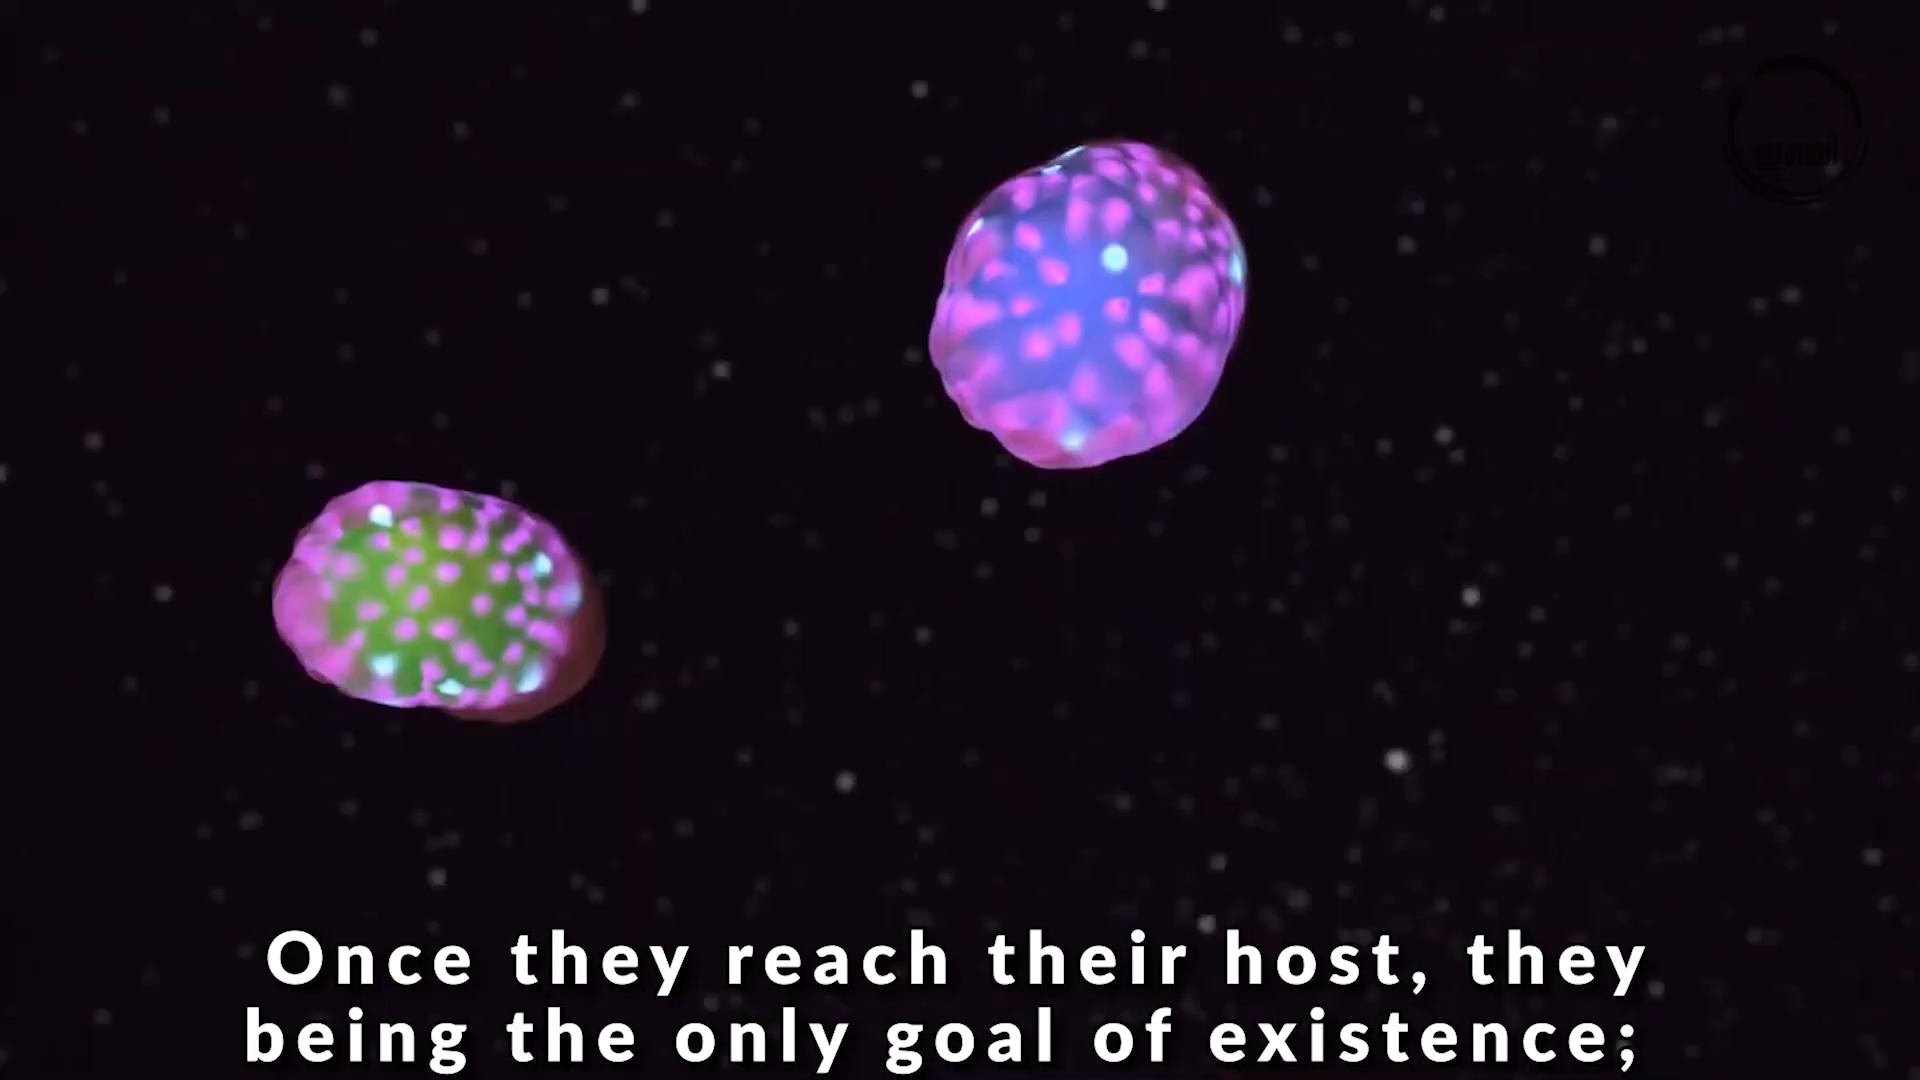 Once they reach their host, they
being the only goal of existence;